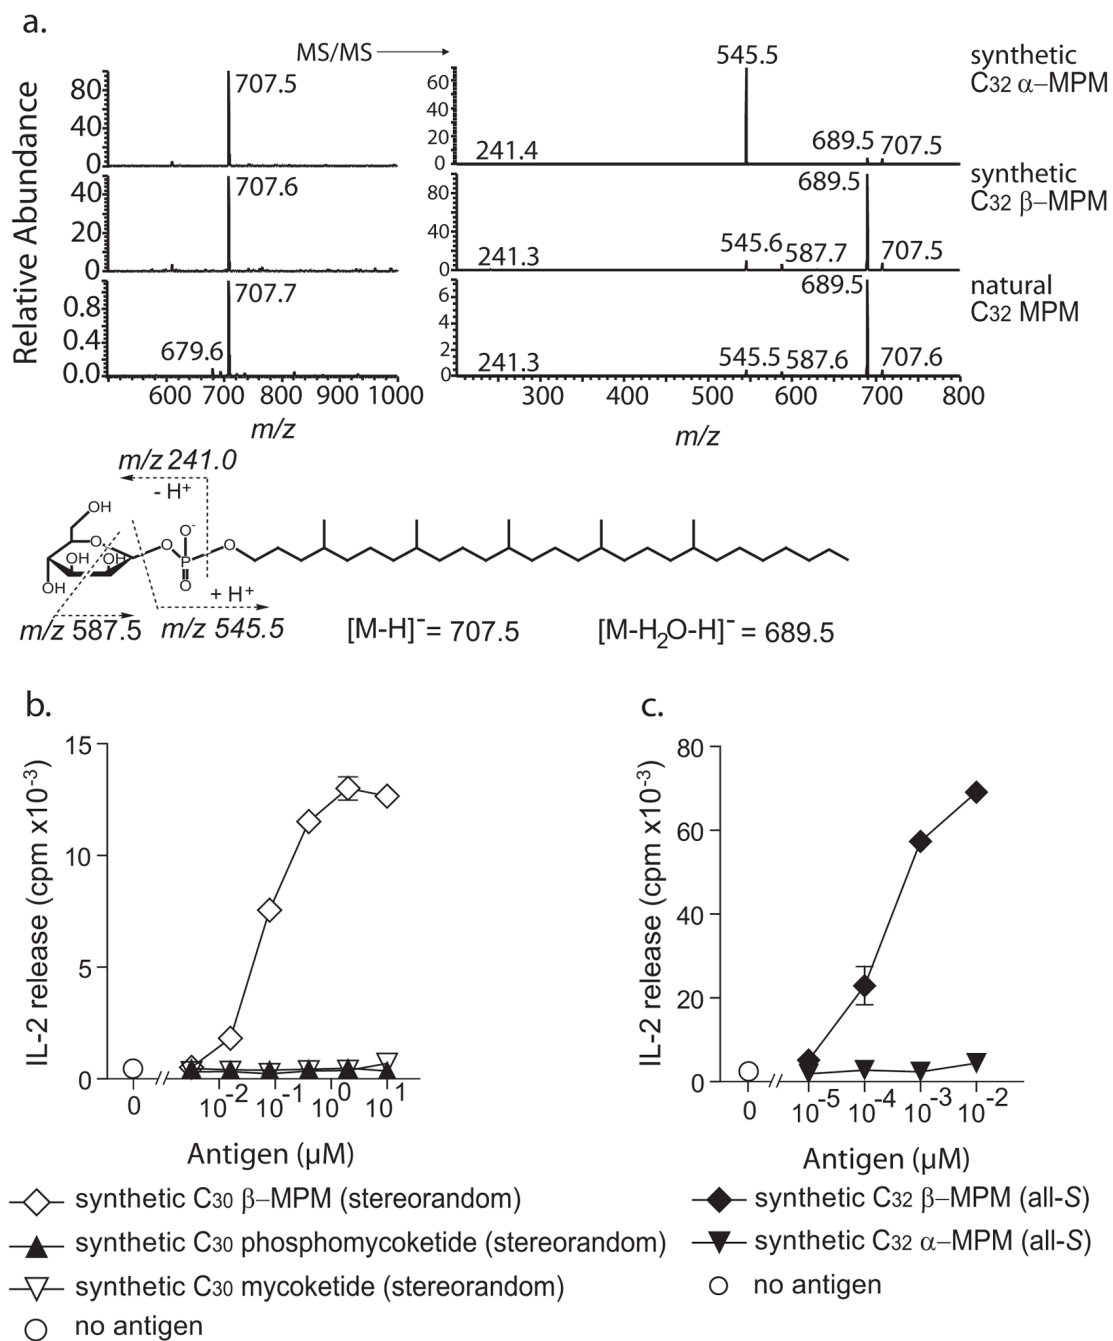 a.
MS/MS
Relative Abundance
80
40
0
707.5
60
40
20
0
545.5
241.4
689.5
707.5
synthetic
C32 α–MPM
40
20
0
707.6
80
40
0
689.5
241.3
545.6
587.7
707.5
synthetic
C32 β–MPM
0.8
0.4
0.0
707.7
679.6
6
4
2
0
689.5
241.3
545.5
587.6
707.6
natural
C32 MPM
600 700 800 900 1000
m/z
300 400 500 600 700 800
m/z
m/z 241.0
- H+
OH
O
OH
OH
OH
O
O-
P
O
O
+ H+
m/z 587.5
m/z 545.5
[M-H]-= 707.5
[M-H2O-H]- = 689.5
b.
IL-2 release (cpm x10-3)
15
10
5
0
0 10-2 10-1 100 101
Antigen (µM)
synthetic C30 β–MPM (stereorandom)
synthetic C30 phosphomycoketide (stereorandom)
synthetic C30 mycoketide (stereorandom)
no antigen
c.
IL-2 release (cpm x10-3)
80
60
40
20
0
0 10-5 10-4 10-3 10-2
Antigen (µM)
synthetic C32 β–MPM (all-S)
synthetic C32 α–MPM (all-S)
no antigen